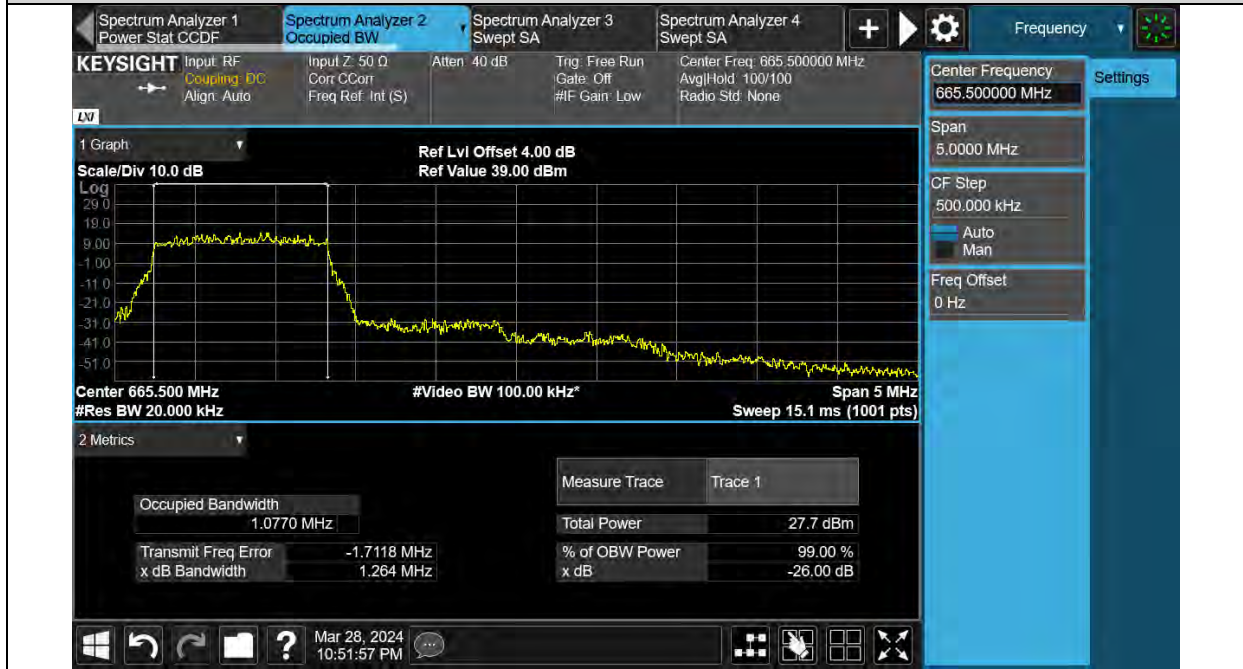 Spectrum Analyzer 1
Power Stat CCDF
Spectrum Analyzer 2
Occupied BW
Spectrum Analyzer 3
Swept SA
Spectrum Analyzer 4
Swept SA
+
Frequency
KEYSIGHT
Input: RF
Coupling: DC
Align: Auto
Input Z: 50 Ω
Corr CCorr
Freq Ref: Int (S)
Atten: 40 dB
Trig: Free Run
Gate: Off
#IF Gain: Low
Center Freq: 665.500000 MHz
Avg|Hold: 100/100
Radio Std: None
LXI
Center Frequency
665.500000 MHz
Settings
Span
5.0000 MHz
CF Step
500.000 kHz
Auto
Man
Freq Offset
0 Hz
1 Graph
Scale/Div 10.0 dB
Ref Lvl Offset 4.00 dB
Ref Value 39.00 dBm
Log
29.0
19.0
9.00
-1.00
-11.0
-21.0
-31.0
-41.0
-51.0
Center 665.500 MHz
#Video BW 100.00 kHz*
Span 5 MHz
#Res BW 20.000 kHz
Sweep 15.1 ms (1001 pts)
2 Metrics
Measure Trace
Trace 1
Occupied Bandwidth
1.0770 MHz
Total Power
27.7 dBm
Transmit Freq Error
-1.7118 MHz
% of OBW Power
99.00 %
x dB Bandwidth
1.264 MHz
x dB
-26.00 dB
?
Mar 28, 2024
10:51:57 PM